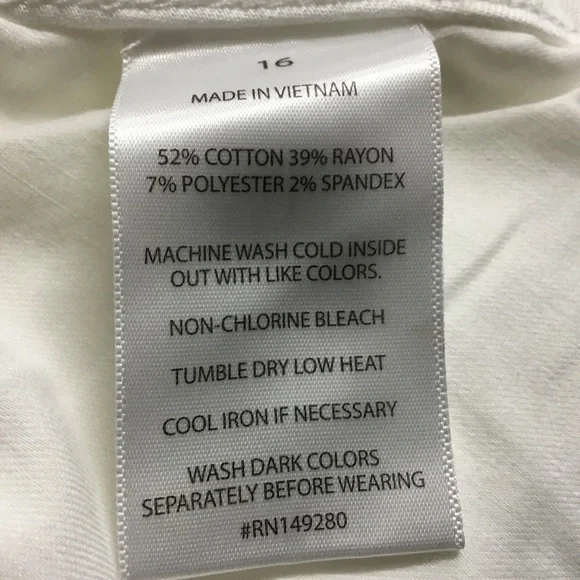 16
MADE IN VIETNAM
52% COTTON 39% RAYON
7% POLYESTER 2% SPANDEX
MACHINE WASH COLD INSIDE
OUT WITH LIKE COLORS.
NON-CHLORINE BLEACH
TUMBLE DRY LOW HEAT
COOL IRON IF NECESSARY
WASH DARK COLORS
SEPARATELY BEFORE WEARING
#RN149280